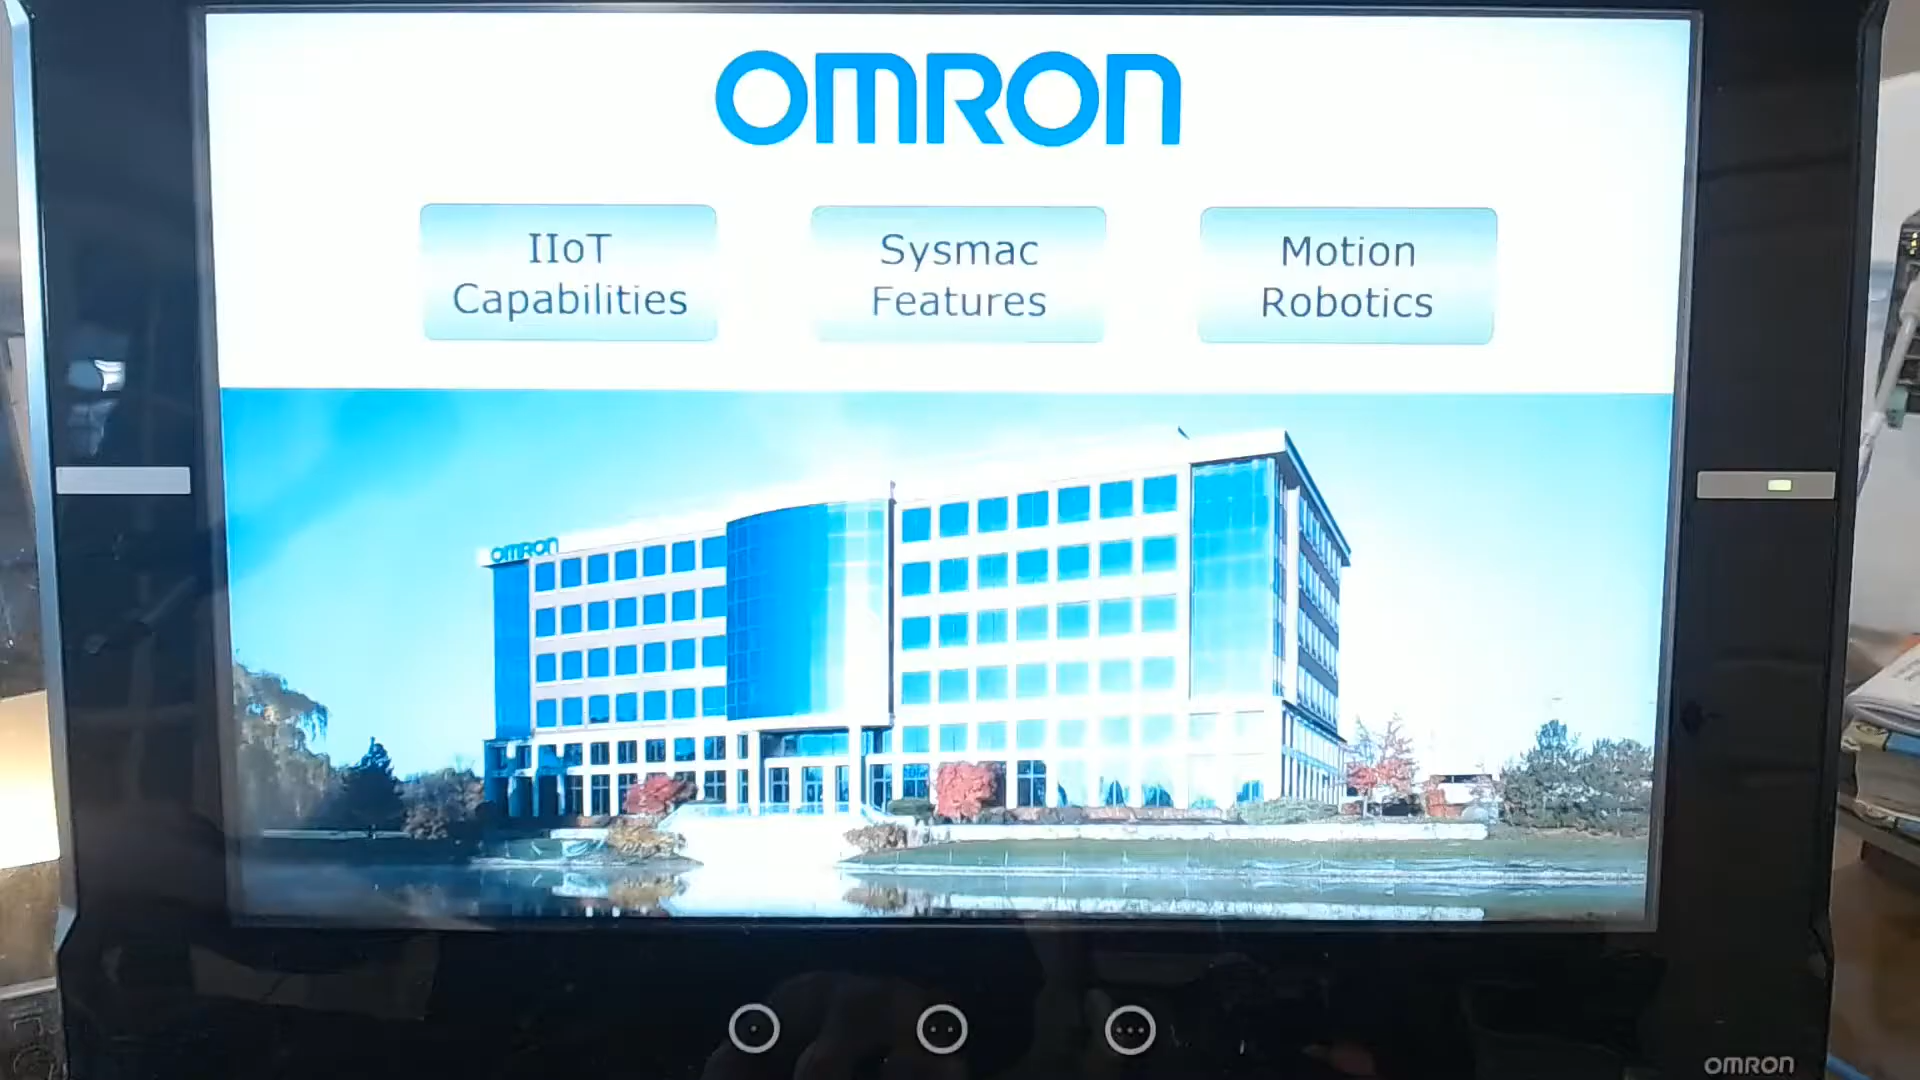 OMRON
IIoT
Capabilities
Sysmac
Features
Motion
Robotics
OMRON
OMRON